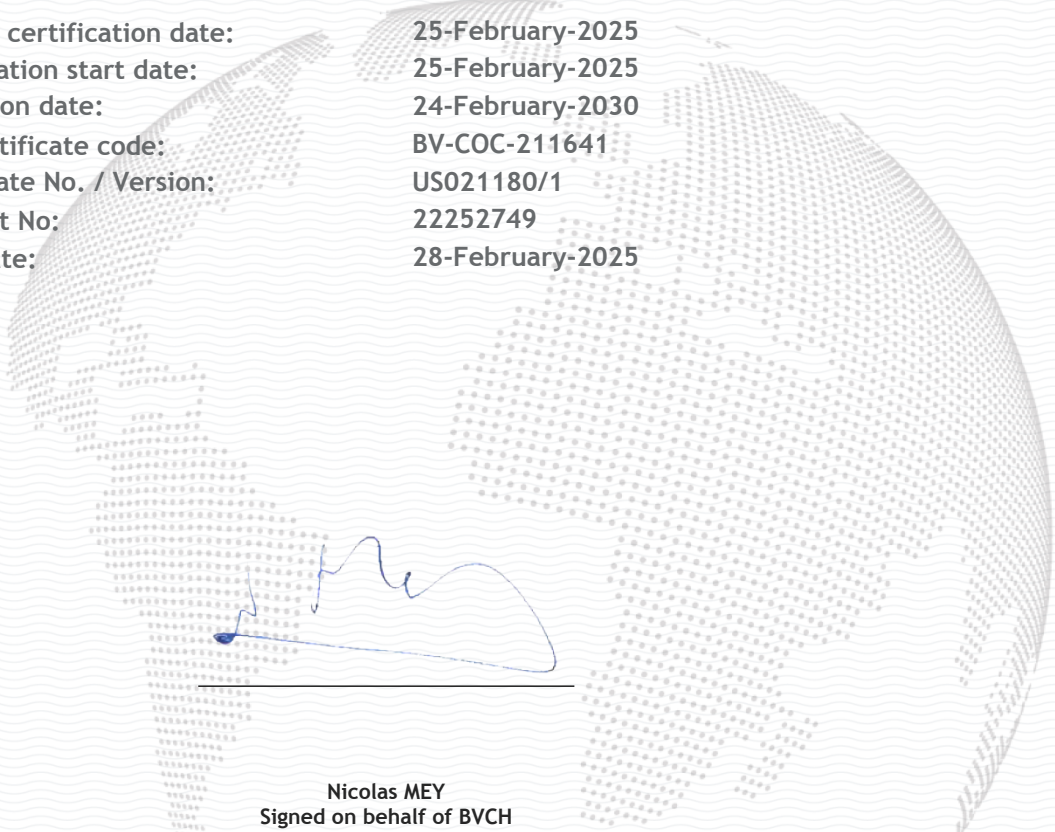 certification date: 25-February-2025
ation start date: 25-February-2025
on date: 24-February-2030
tificate code: BV-COC-211641
ate No. / Version: US021180/1
t No: 22252749
te: 28-February-2025
Nicolas MEY
Signed on behalf of BVCH